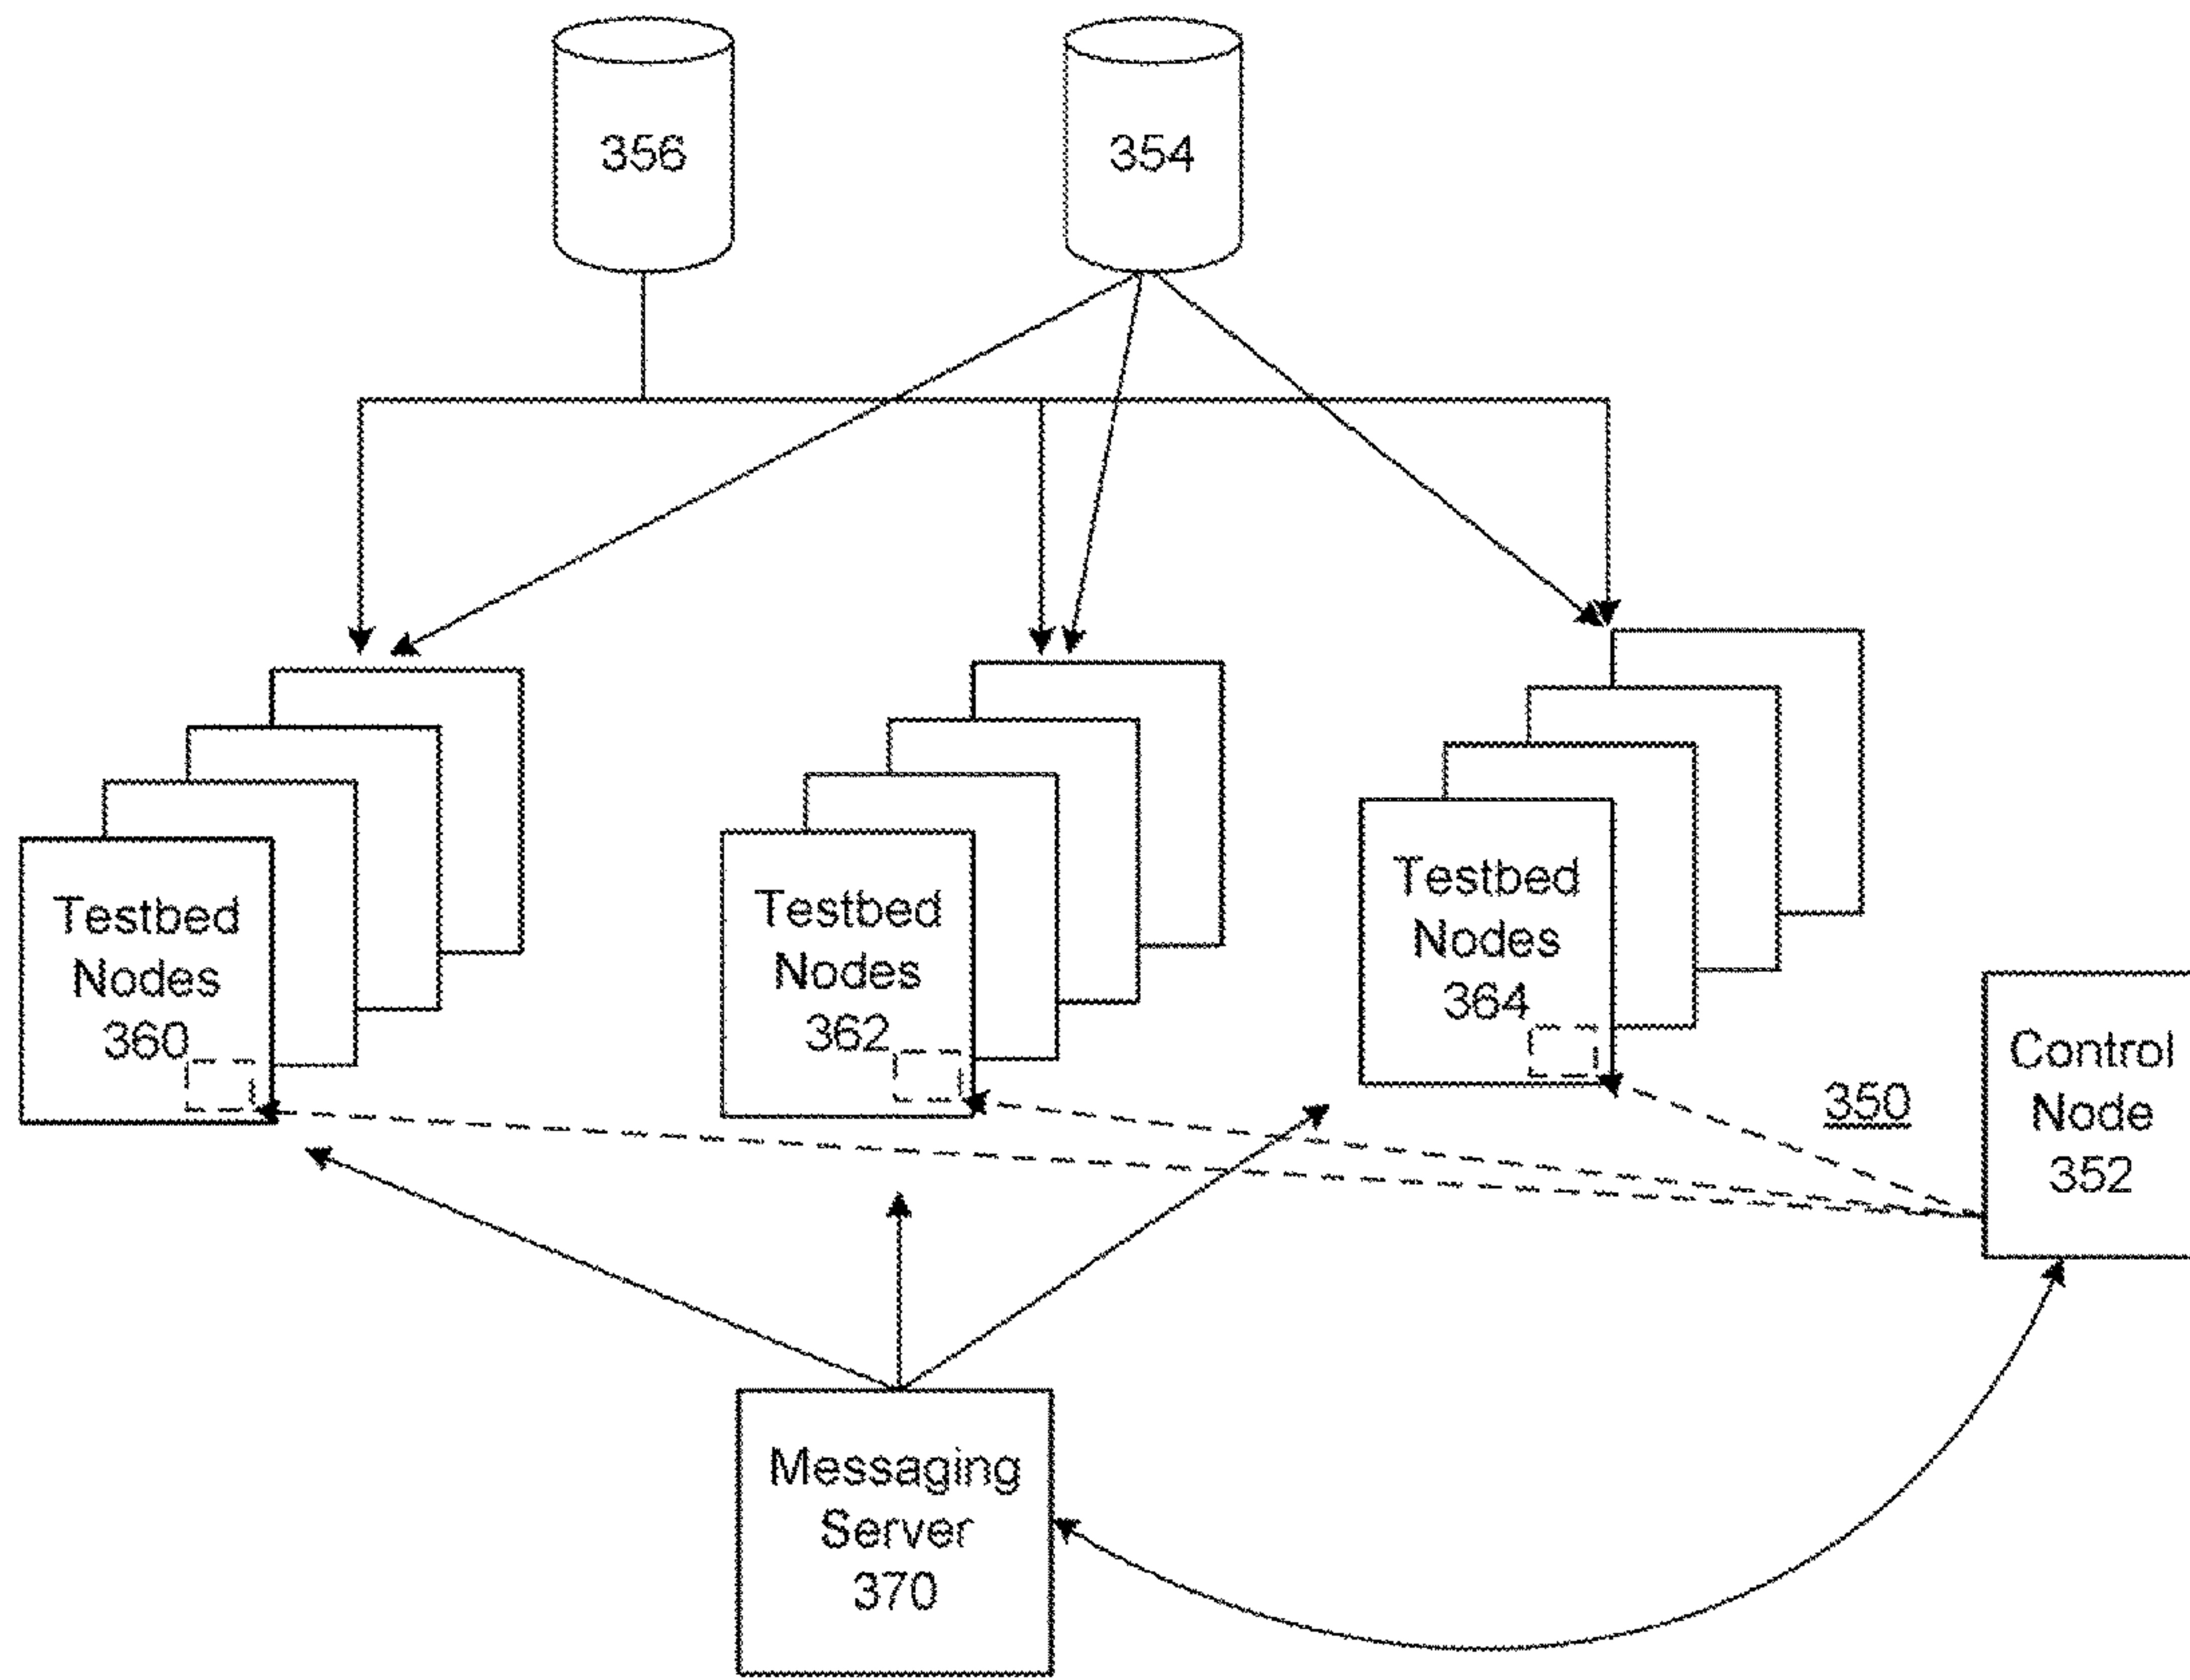 356
354
Testbed
Nodes
360
Testbed
Nodes
362
Testbed
Nodes
364
350
Control
Node
352
Messaging
Server
370